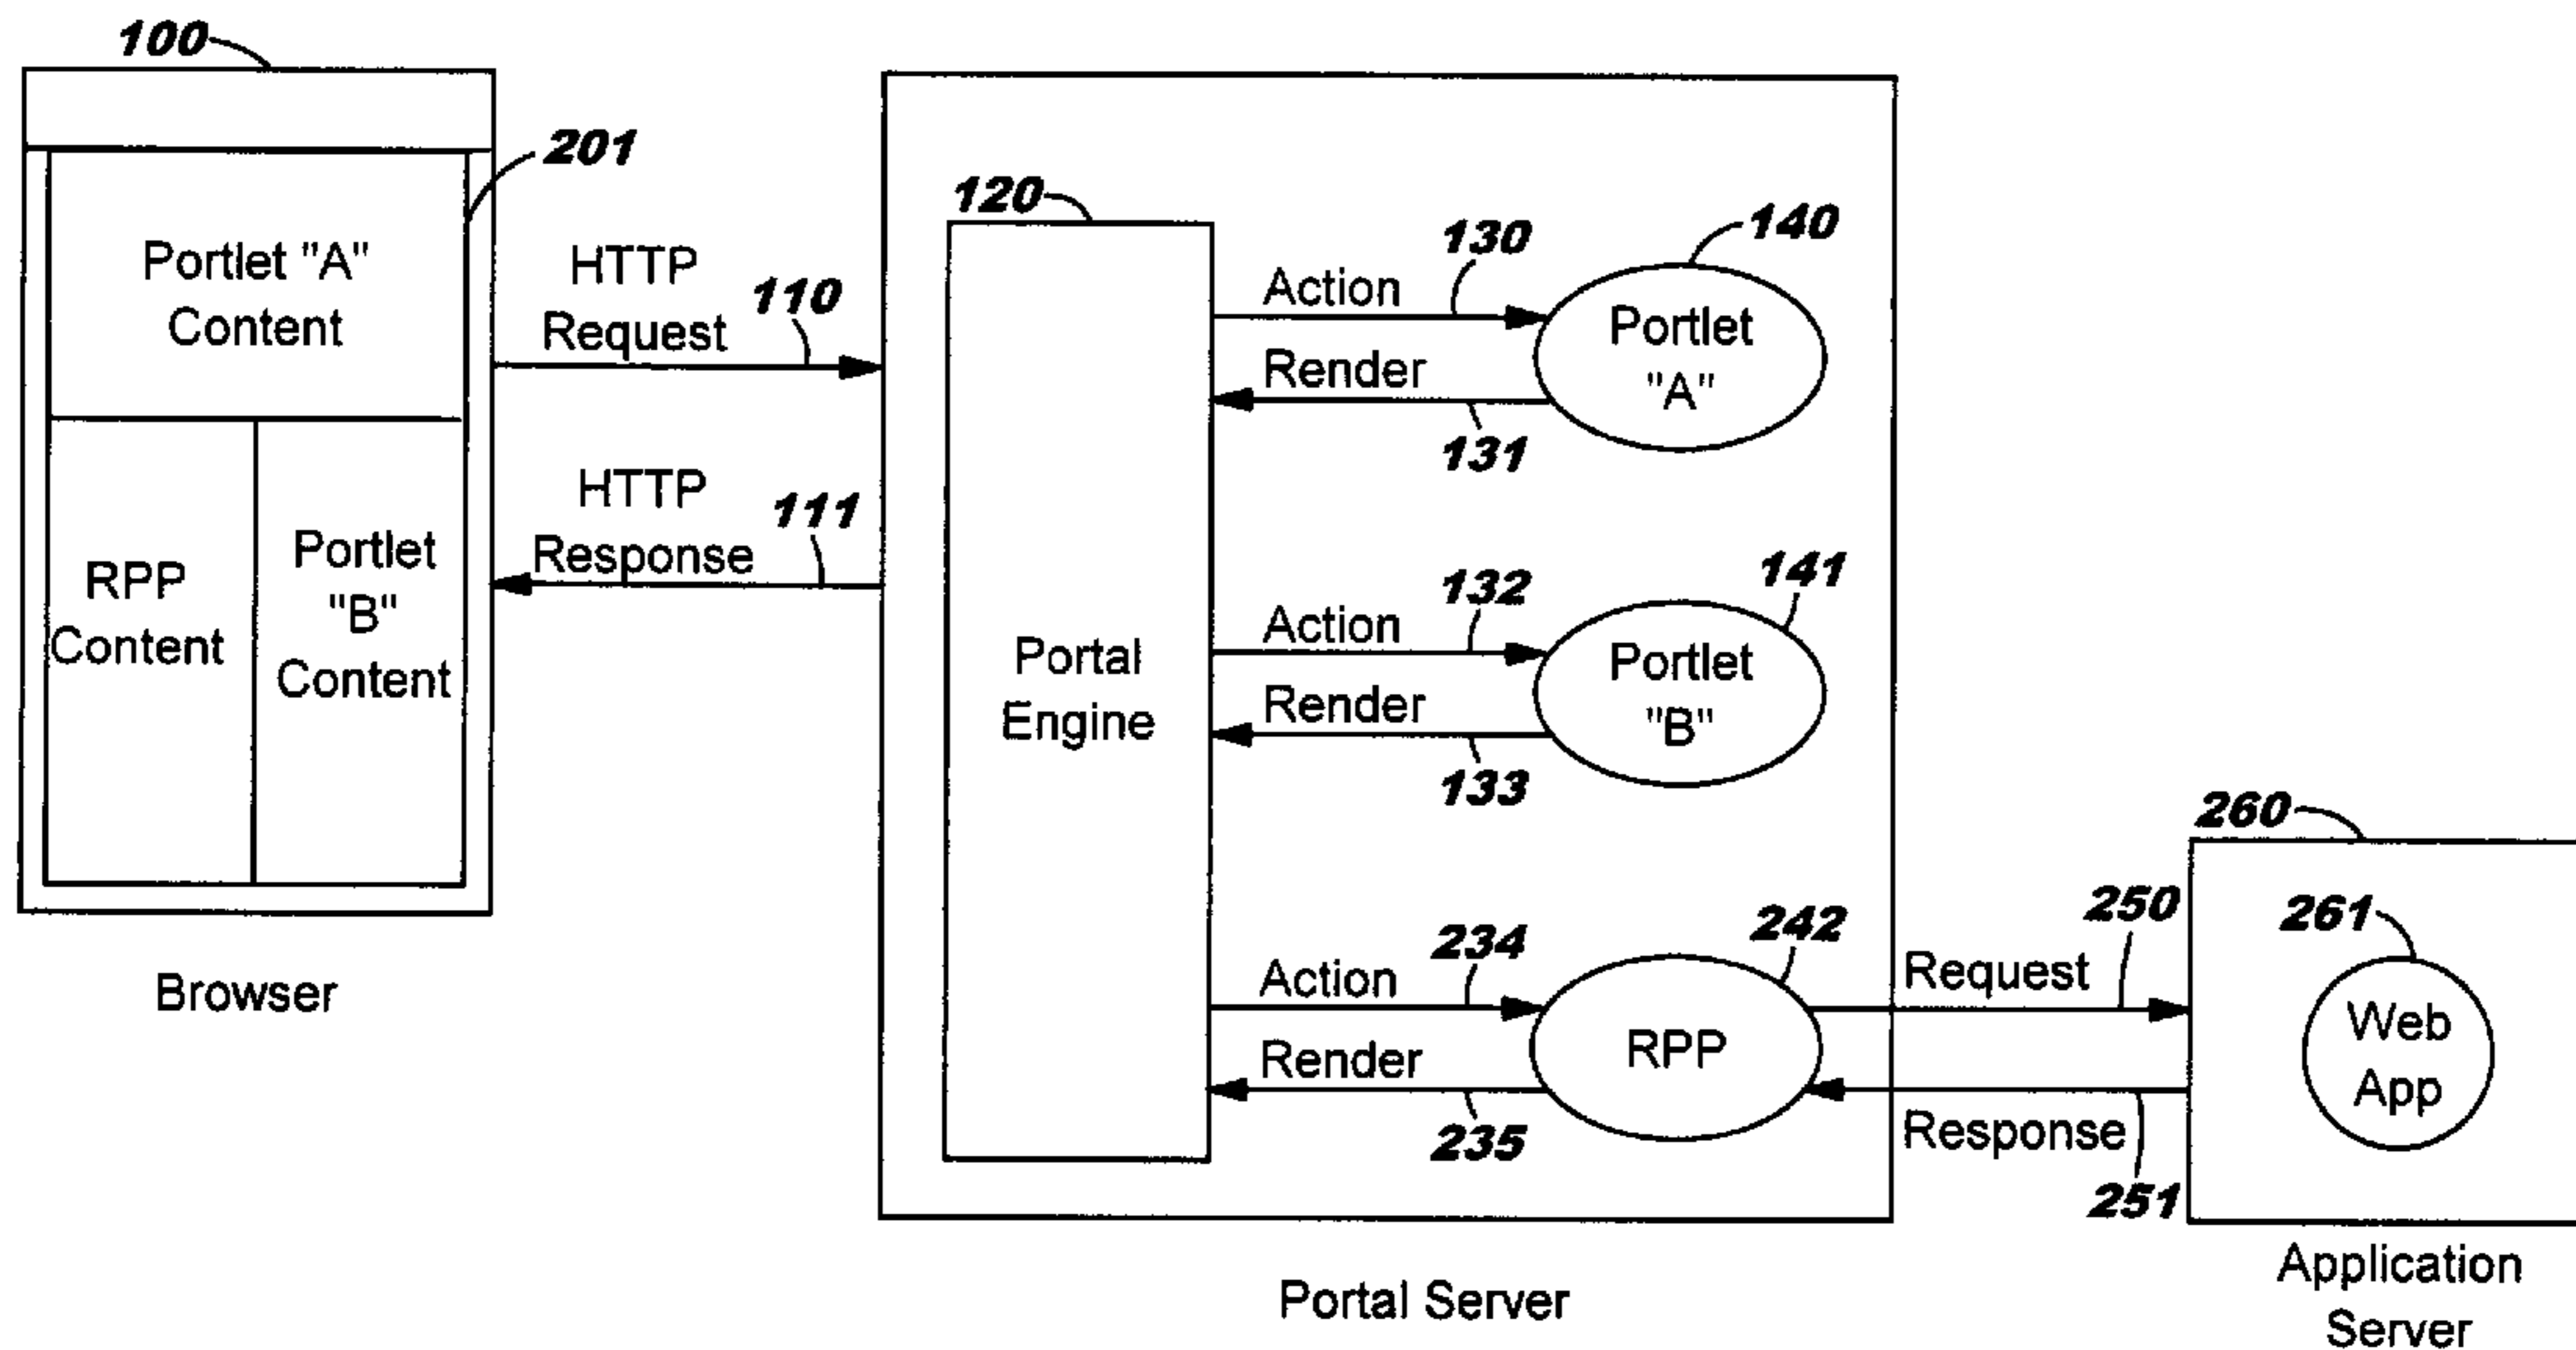 100
201
Portlet "A"
Content
RPP
Content
Portlet
"B"
Content
Browser
HTTP
Request
110
HTTP
Response
111
120
Portal
Engine
Action
130
Render
131
140
Portlet
"A"
Action
132
Render
133
141
Portlet
"B"
Action
234
Render
235
242
RPP
Portal Server
Request
250
Response
251
260
261
Web
App
Application
Server